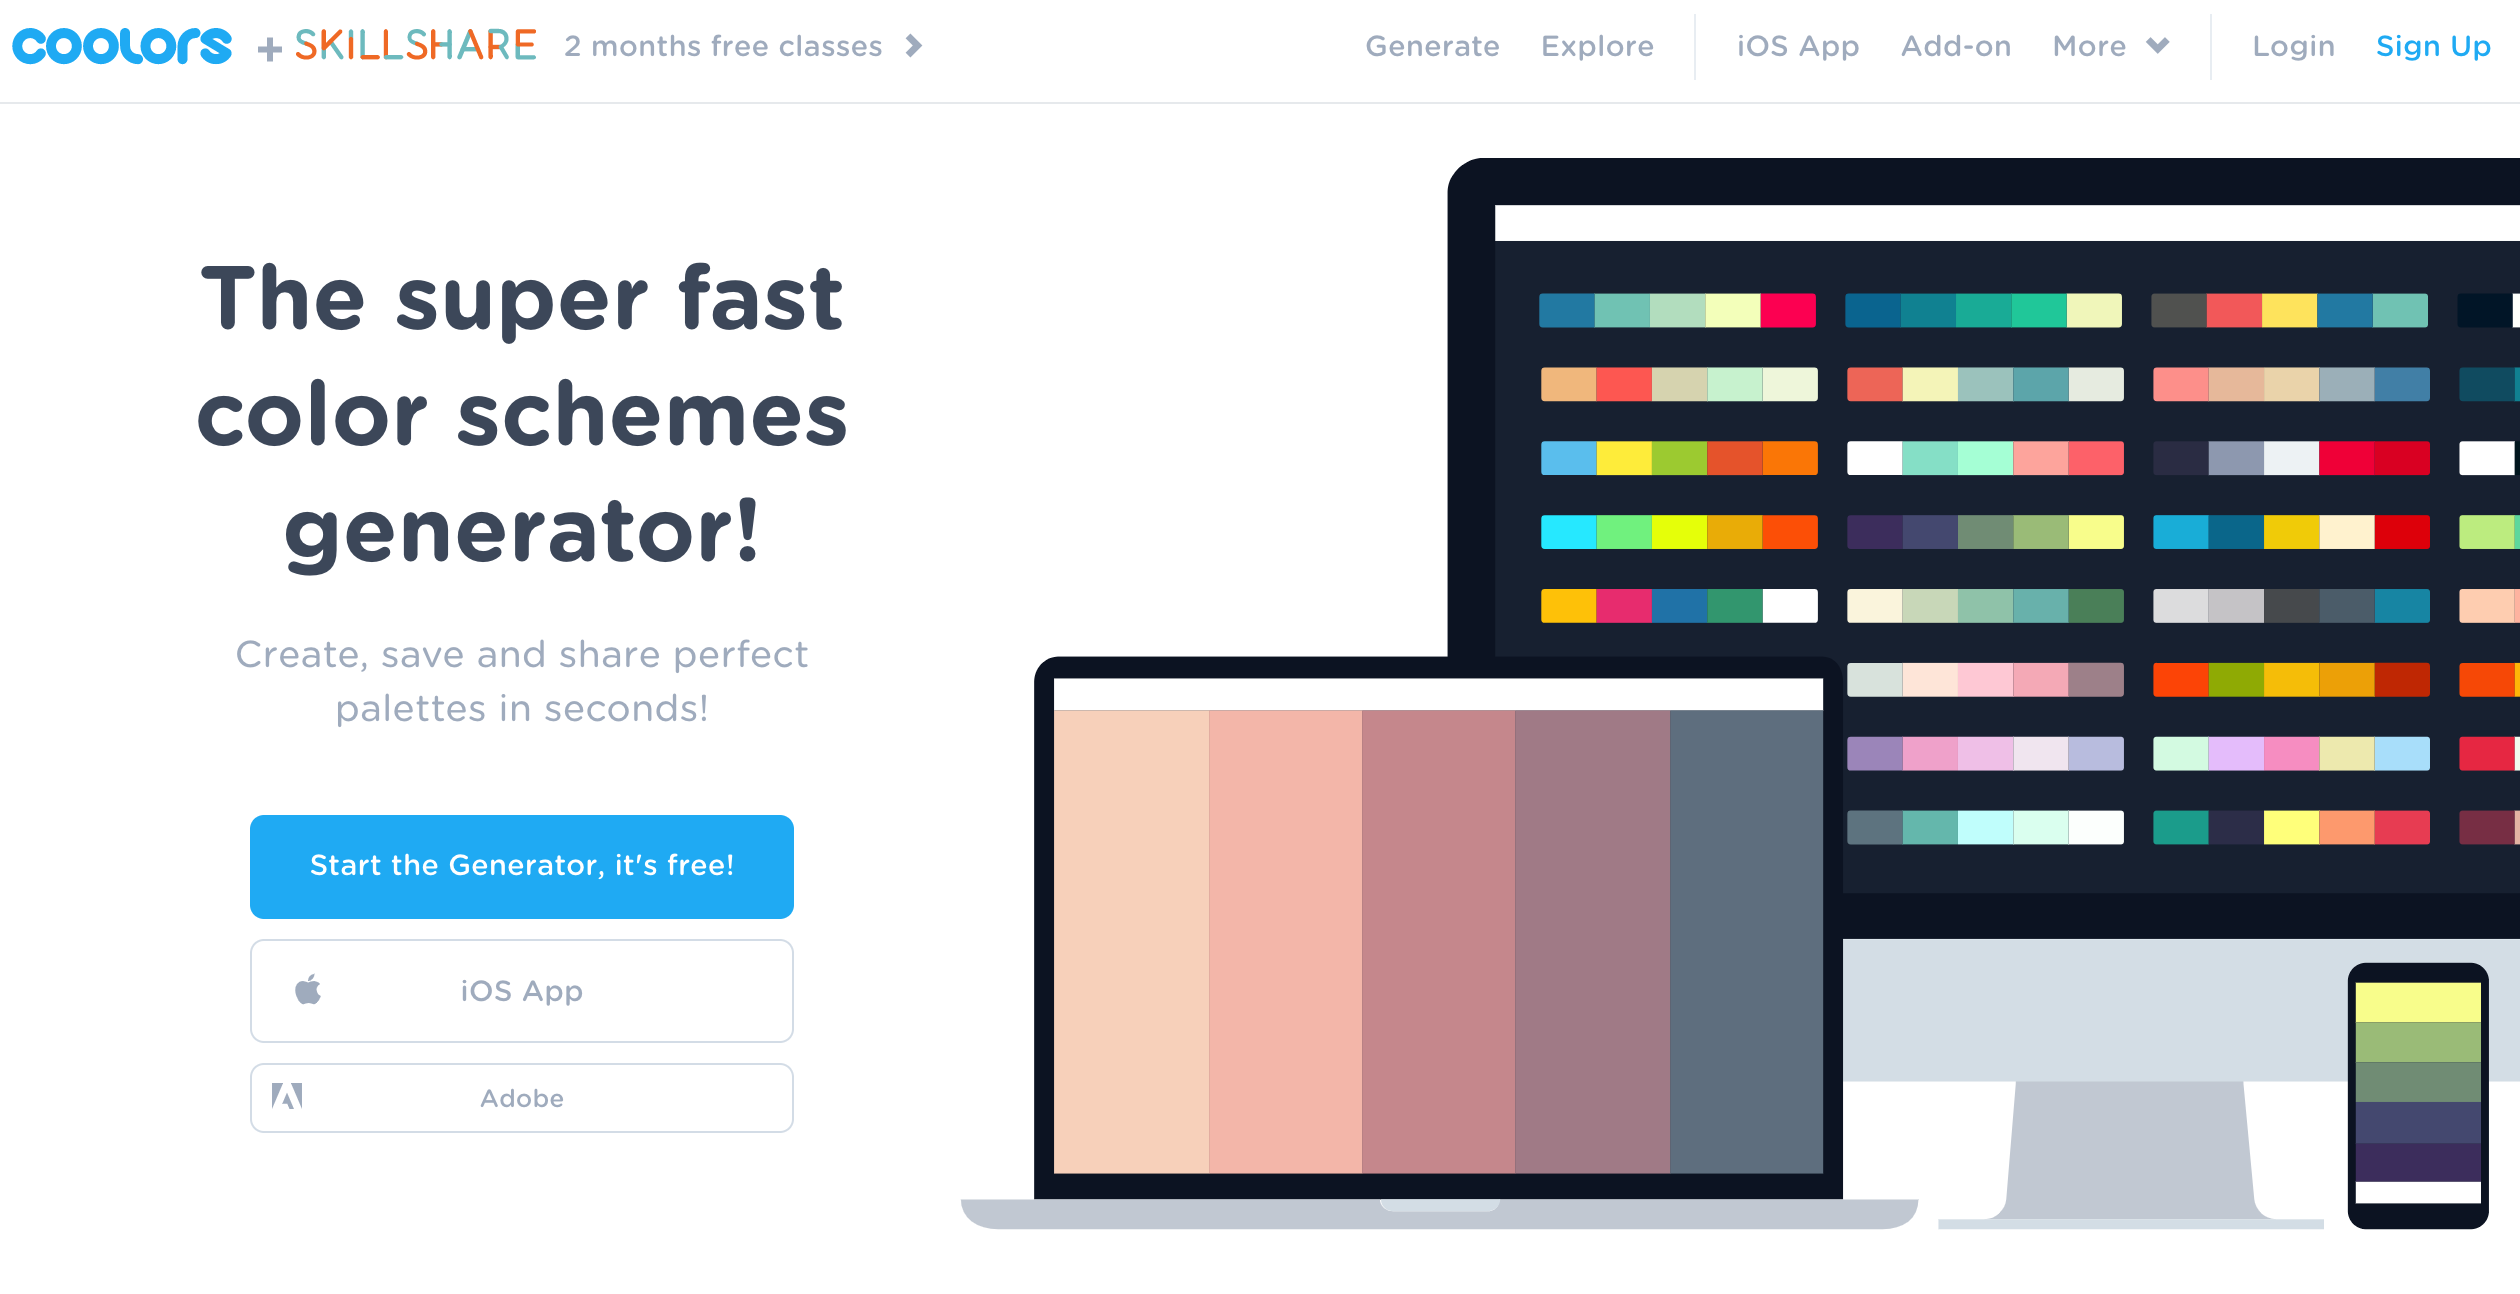 coolors + SKILLSHARE 2 months free classes
Generate Explore iOS App Add-on More Login Sign Up
The super fast
color schemes
generator!
Create, save and share perfect
palettes in seconds!
Start the Generator, it's free!
iOS App
Adobe